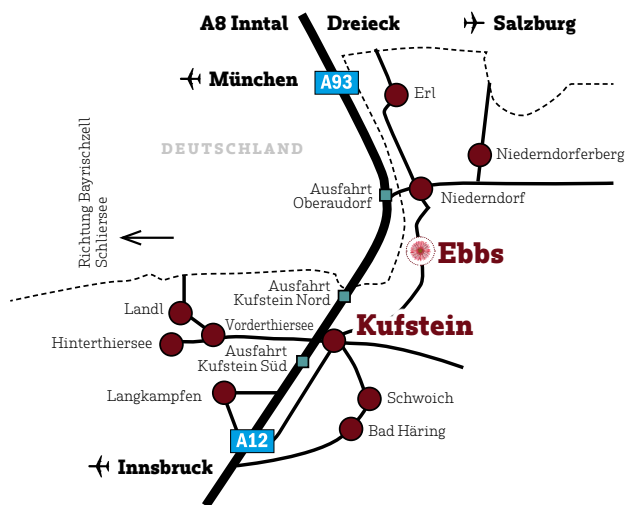 A8 Inntal Dreieck
Salzburg
München
A93
Erl
DEUTSCHLAND
Niederndorferberg
Ausfahrt
Oberaudorf
Niederndorf
Richtung Bayrischzell
Schliersee
Ebbs
Ausfahrt
Kufstein Nord
Landl
Vorderthiersee
Kufstein
Hinterthiersee
Ausfahrt
Kufstein Süd
Langkampfen
Schwoich
Bad Häring
A12
Innsbruck